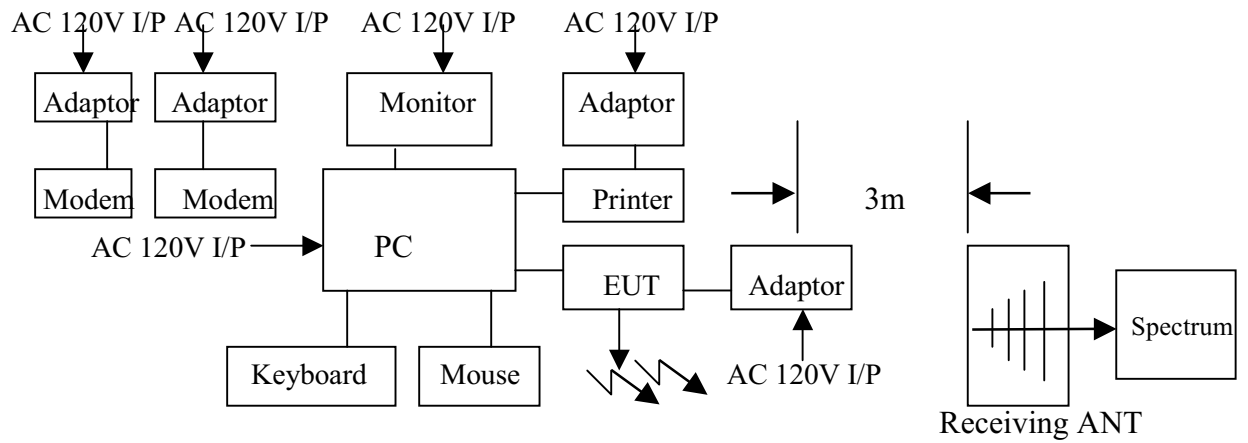 AC 120V I/P AC 120V I/P AC 120V I/P AC 120V I/P
Adaptor Adaptor Monitor Adaptor
Modem Modem Printer 3m
AC 120V I/P PC
EUT Adaptor
Spectrum
Keyboard Mouse AC 120V I/P
Receiving ANT